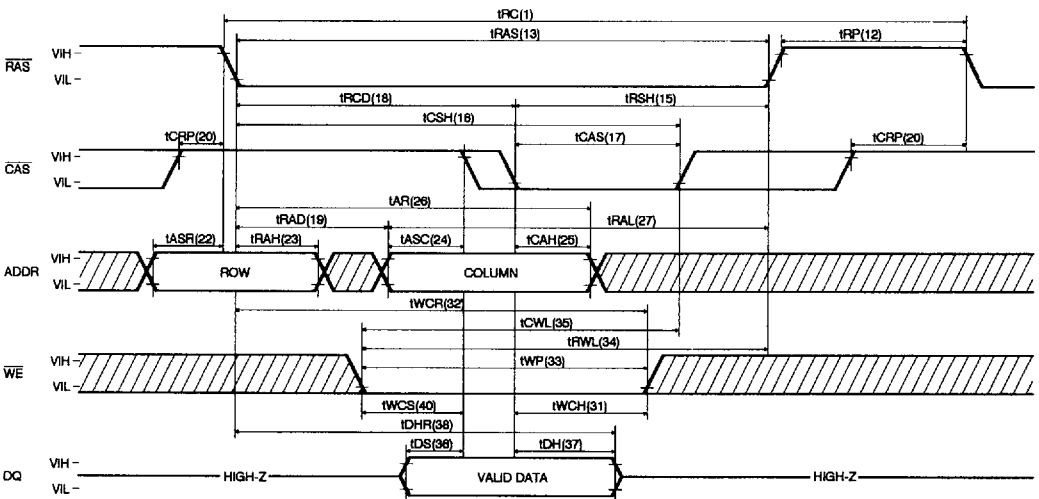 tRC(1)
tRAS(13)
tRP(12)
RAS
VIH
VIL
tRCD(18)
tRSH(15)
tCSH(16)
tCRP(20)
tCAS(17)
tCRP(20)
CAS
VIH
VIL
tAR(26)
tRAD(19)
tRAL(27)
tASR(22)
tRAH(23)
tASC(24)
tCAH(25)
ADDR
VIH
VIL
ROW
COLUMN
tWCR(32)
tCWL(35)
tRWL(34)
tWP(33)
WE
VIH
VIL
tWCS(40)
tWCH(31)
tDHR(38)
tDS(36)
tDH(37)
DQ
VIH
VIL
HIGH-Z
VALID DATA
HIGH-Z